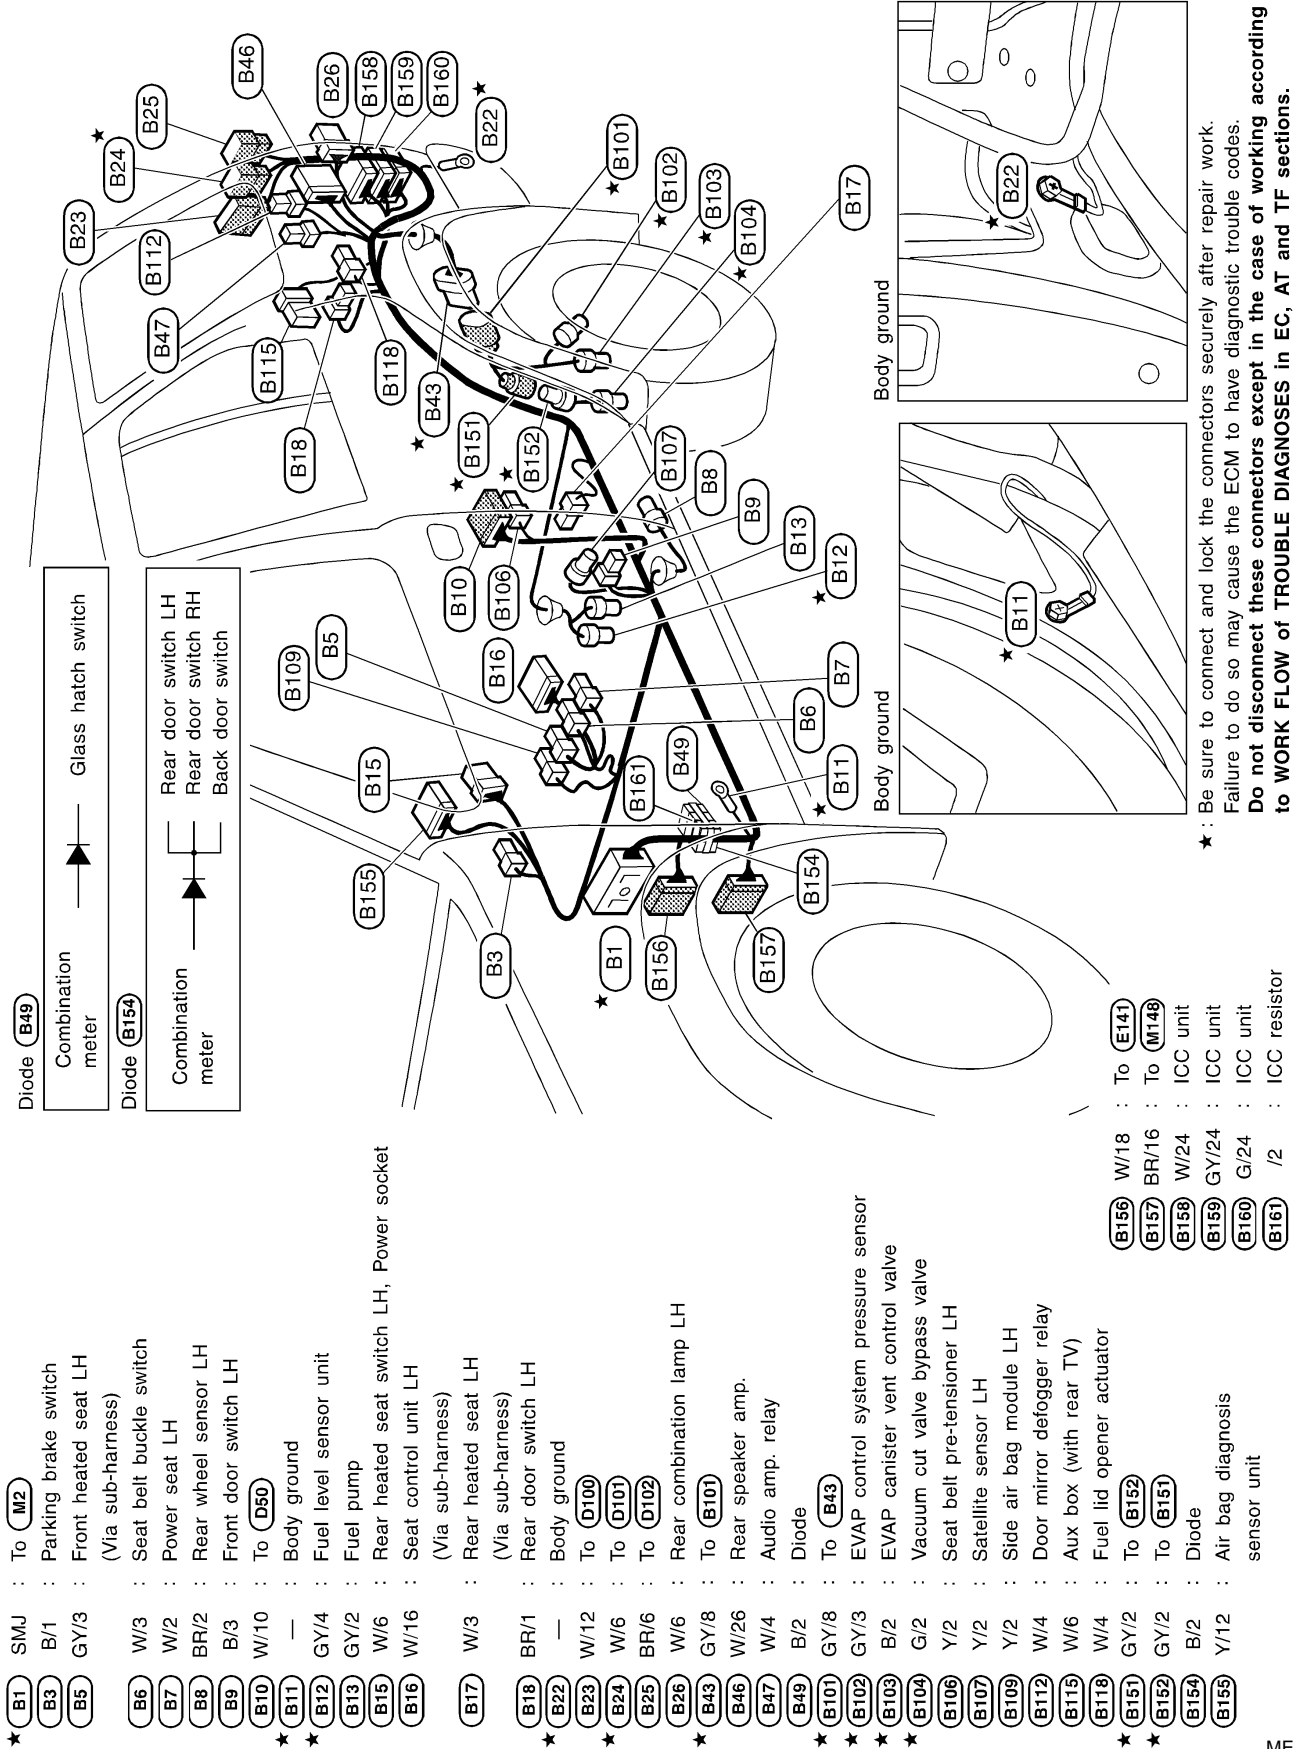 ★ B1 SMJ : To M2
B3 B/1 : Parking brake switch
B5 GY/3 : Front heated seat LH
(Via sub-harness)
B6 W/3 : Seat belt buckle switch
B7 W/2 : Power seat LH
B8 BR/2 : Rear wheel sensor LH
B9 B/3 : Front door switch LH
B10 W/10 : To D50
★ B11 — : Body ground
★ B12 GY/4 : Fuel level sensor unit
B13 GY/2 : Fuel pump
B15 W/6 : Rear heated seat switch LH, Power socket
B16 W/16 : Seat control unit LH
(Via sub-harness)
B17 W/3 : Rear heated seat LH
(Via sub-harness)
B18 BR/1 : Rear door switch LH
★ B22 — : Body ground
B23 W/12 : To D100
★ B24 W/6 : To D101
B25 BR/6 : To D102
B26 W/6 : Rear combination lamp LH
★ B43 GY/8 : To B101
B46 W/26 : Rear speaker amp.
B47 W/4 : Audio amp. relay
B49 B/2 : Diode
★ B101 GY/8 : To B43
★ B102 GY/3 : EVAP control system pressure sensor
★ B103 B/2 : EVAP canister vent control valve
★ B104 G/2 : Vacuum cut valve bypass valve
B106 Y/2 : Seat belt pre-tensioner LH
B107 Y/2 : Satellite sensor LH
B109 Y/2 : Side air bag module LH
B112 W/4 : Door mirror defogger relay
B115 W/6 : Aux box (with rear TV)
B118 W/4 : Fuel lid opener actuator
★ B151 GY/2 : To B152
★ B152 GY/2 : To B151
B154 B/2 : Diode
B155 Y/12 : Air bag diagnosis
sensor unit
B156 W/18 : To E141
B157 BR/16 : To M148
B158 W/24 : ICC unit
B159 GY/24 : ICC unit
B160 G/24 : ICC unit
B161 /2 : ICC resistor
Diode B49
Combination
meter
Glass hatch switch
Diode B154
Combination
meter
Rear door switch LH
Rear door switch RH
Back door switch
B3
B155
B15
B109
B5
B18
B115
B47
B112
B23
B24 ★
B25
B46
B26
B158
B159
B160
B22 ★
★ B1
B156
B157
B154
★ B11
B49
B161
B6
B7
B16
B10
B106
★ B12
B13
B9
B8
B107
★ B152
★ B151
★ B43
B118
B17
★ B104
★ B103
★ B102
★ B101
Body ground
★ B11
Body ground
★ B22
★ : Be sure to connect and lock the connectors securely after repair work.
Failure to do so may cause the ECM to have diagnostic trouble codes.
Do not disconnect these connectors except in the case of working according
to WORK FLOW of TROUBLE DIAGNOSES in EC, AT and TF sections.